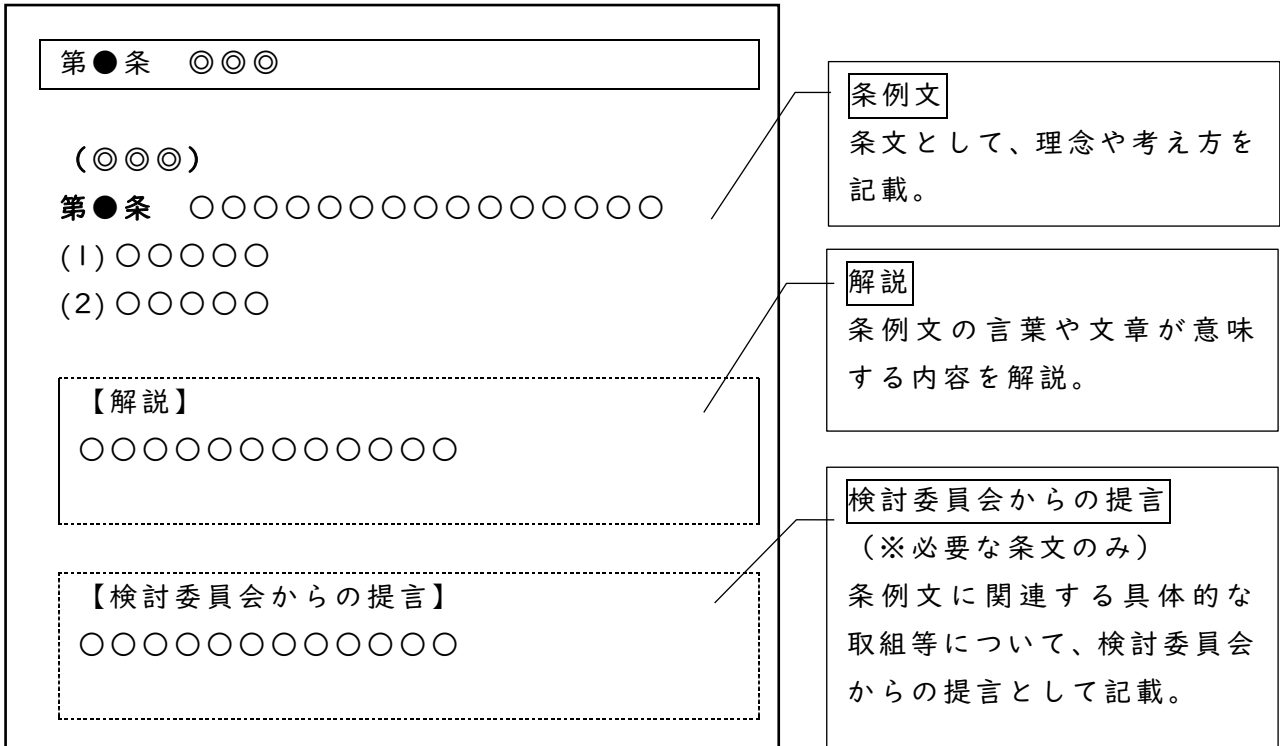 第●条　◎◎◎
（◎◎◎）
第●条　○○○○○○○○○○○○○○○
(1)○○○○○
(2)○○○○○
【解説】
○○○○○○○○○○○○
【検討委員会からの提言】
○○○○○○○○○○○○
条例文
条文として、理念や考え方を
記載。
解説
条例文の言葉や文章が意味
する内容を解説。
検討委員会からの提言
（※必要な条文のみ）
条例文に関連する具体的な
取組等について、検討委員会
からの提言として記載。